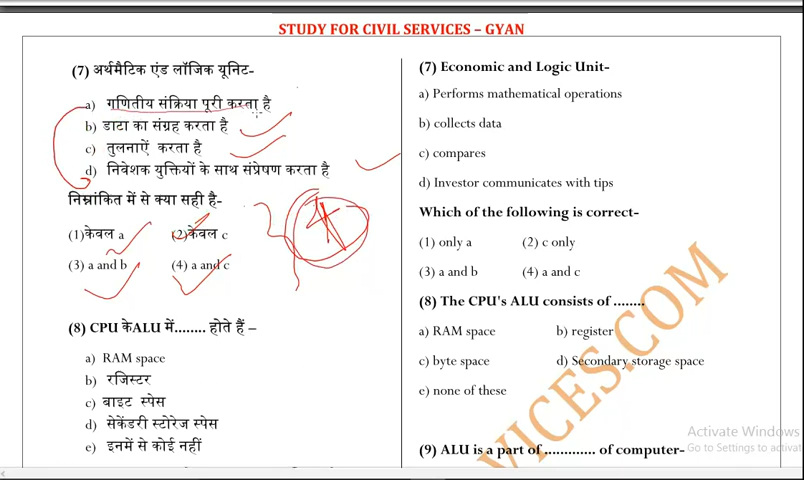 STUDY FOR CIVIL SERVICES – GYAN
(7) अर्थमैटिक एंड लॉजिक यूनिट-
a) गणितीय संक्रिया पूरी करता है
b) डाटा का संग्रह करता है
c) तुलनाऐं करता है
d) निवेशक युक्तियों के साथ संप्रेषण करता है
निम्नांकित में से क्या सही है-
(1)केवल a
(2)केवल c
(3) a and b
(4) a and c
4
(8) CPU केALU में........ होते हैं –
a) RAM space
b) रजिस्टर
c) बाइट स्पेस
d) सेकेंडरी स्टोरेज स्पेस
e) इनमें से कोई नहीं
(7) Economic and Logic Unit-
a) Performs mathematical operations
b) collects data
c) compares
d) Investor communicates with tips
Which of the following is correct-
(1) only a
(2) c only
(3) a and b
(4) a and c
(8) The CPU's ALU consists of ........
a) RAM space
b) register
c) byte space
d) Secondary storage space
e) none of these
(9) ALU is a part of ............. of computer-
VICES.COM
Activate Windows
Go to Settings to activat